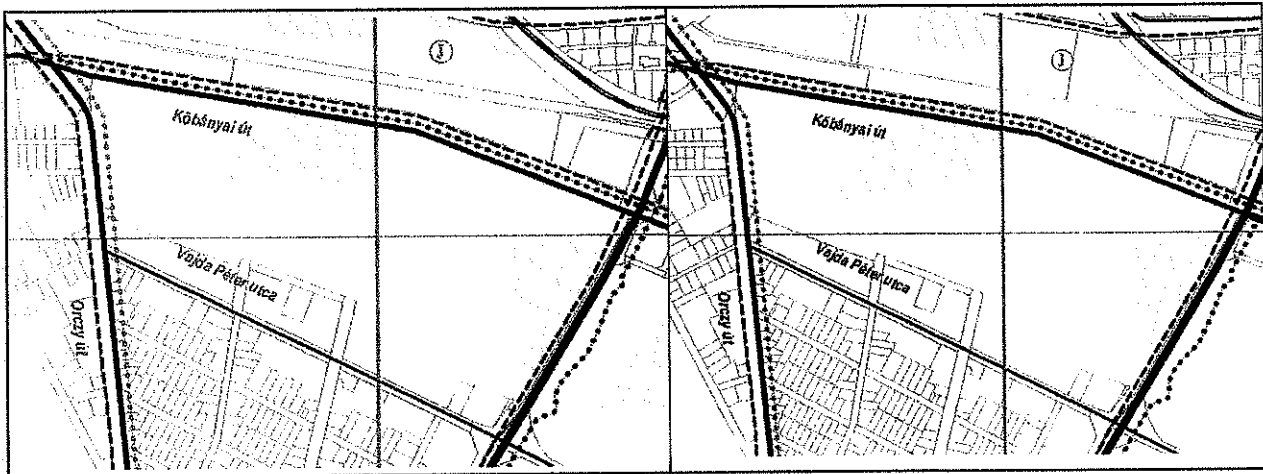 J
Kőbányai út
Vajda Péter utca
Orczy út
J
Kőbányai út
Vajda Péter utca
Orczy út